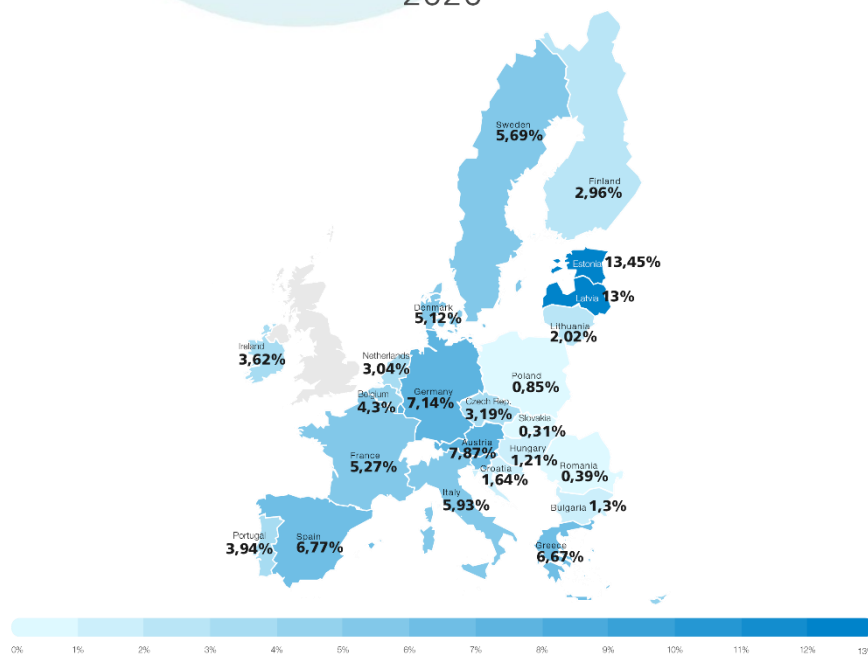 2020
Sweden
5,69%
Finland
2,96%
Estonia 13,45%
Latvia 13%
Lithuania
2,02%
Denmark
5,12%
Ireland
3,62%
Netherlands
3,04%
Belgium
4,3%
Germany
7,14%
Poland
0,85%
Czech Rep.
3,19%
Slovakia
0,31%
Austria
7,87%
Hungary
1,21%
Croatia
1,64%
Romania
0,39%
France
5,27%
Italy
5,93%
Bulgaria 1,3%
Portugal
3,94%
Spain
6,77%
Greece
6,67%
0% 1% 2% 3% 4% 5% 6% 7% 8% 9% 10% 11% 12% 13